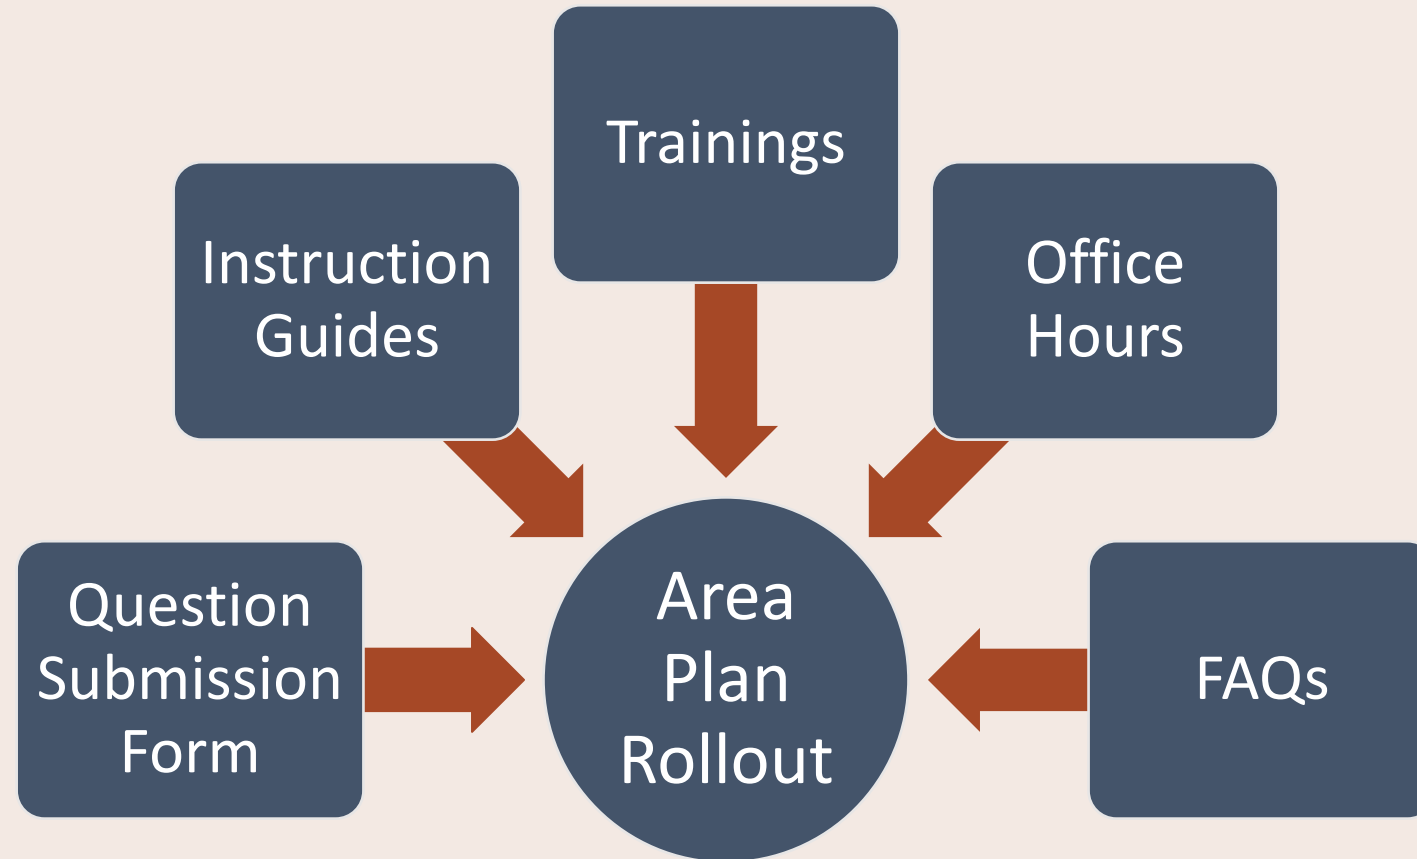 Trainings
Instruction
Guides
Office
Hours
Question
Submission
Form
Area
Plan
Rollout
FAQs